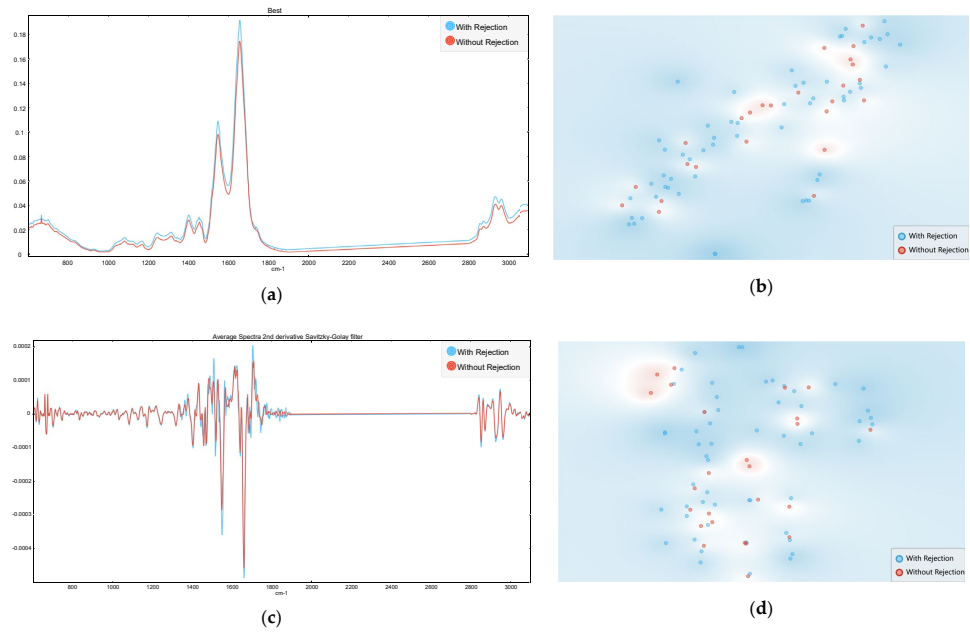 Best
With Rejection
Without Rejection
0.18
0.16
0.14
0.12
0.1
0.08
0.06
0.04
0.02
0
800 1000 1200 1400 1600 1800 2000 2200 2400 2600 2800 3000
cm-1
(a)
With Rejection
Without Rejection
(b)
Average Spectra 2nd derivative Savitzky-Golay filter
With Rejection
Without Rejection
0.0002
0.0001
0
-0.0001
-0.0002
-0.0003
-0.0004
800 1000 1200 1400 1600 1800 2000 2200 2400 2600 2800 3000
cm-1
(c)
With Rejection
Without Rejection
(d)